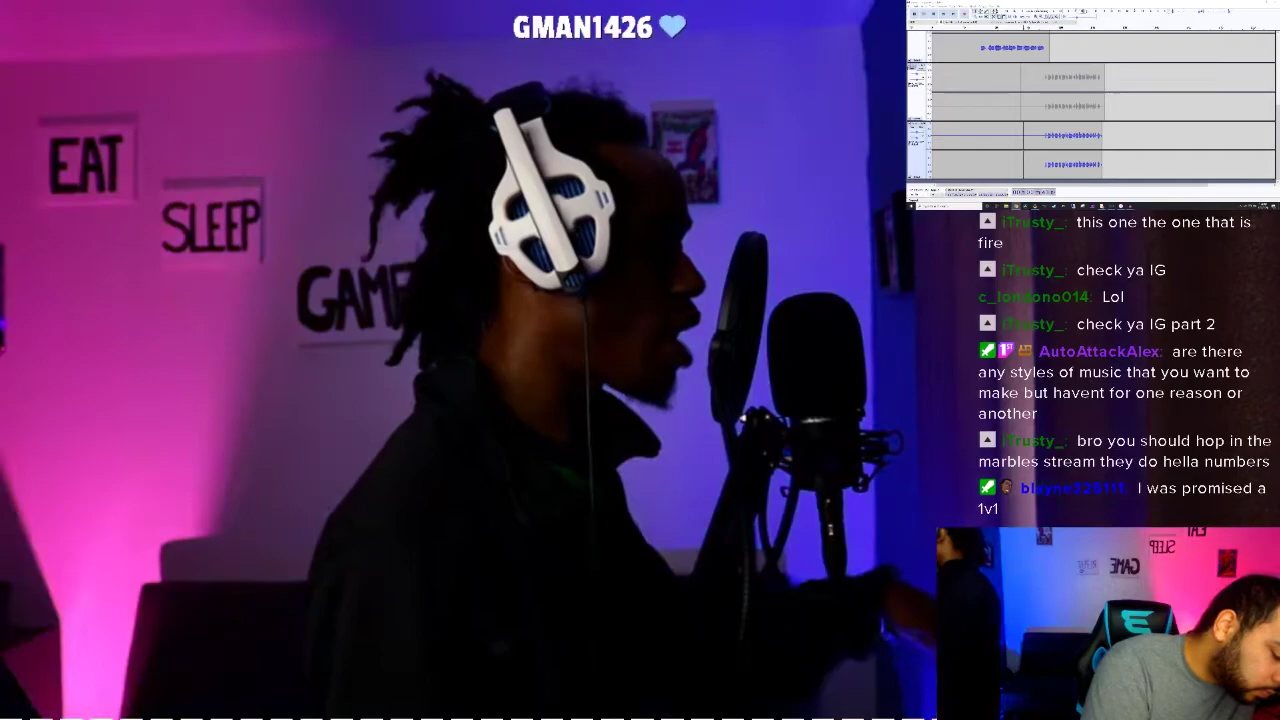 GMAN1426 🩵
EAT
SLEEP
GAME
iTrusty_: this one the one that is
fire
iTrusty_: check ya IG
c_londono014: Lol
iTrusty_: check ya IG part 2
AutoAttackAlex: are there
any styles of music that you want to
make but havent for one reason or
another
iTrusty_: bro you should hop in the
marbles stream they do hella numbers
I was promised a
1v1
EAT
SLEEP
GAME